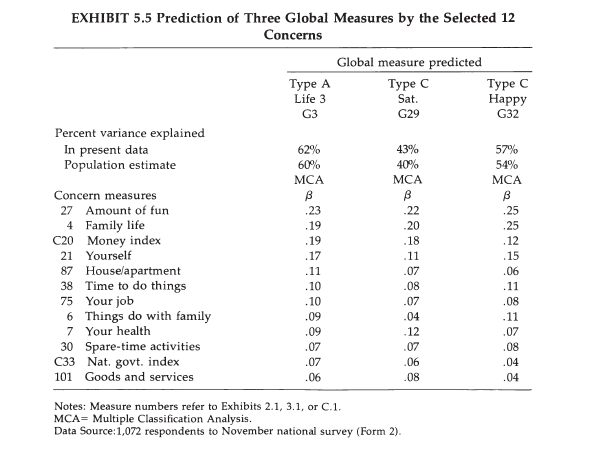 EXHIBIT 5.5 Prediction of Three Global Measures by the Selected 12
Concerns
Global measure predicted
Type A Type C Type C
Life 3 Sat. Happy
G3 G29 G32
Percent variance explained
In present data 62% 43% 57%
Population estimate 60% 40% 54%
MCA MCA MCA
Concern measures β β β
27 Amount of fun .23 .22 .25
4 Family life .19 .20 .25
C20 Money index .19 .18 .12
21 Yourself .17 .11 .15
87 House/apartment .11 .07 .06
38 Time to do things .10 .08 .11
75 Your job .10 .07 .08
6 Things do with family .09 .04 .11
7 Your health .09 .12 .07
30 Spare-time activities .07 .07 .08
C33 Nat. govt. index .07 .06 .04
101 Goods and services .06 .08 .04
Notes: Measure numbers refer to Exhibits 2.1, 3.1, or C.1.
MCA= Multiple Classification Analysis.
Data Source:1,072 respondents to November national survey (Form 2).